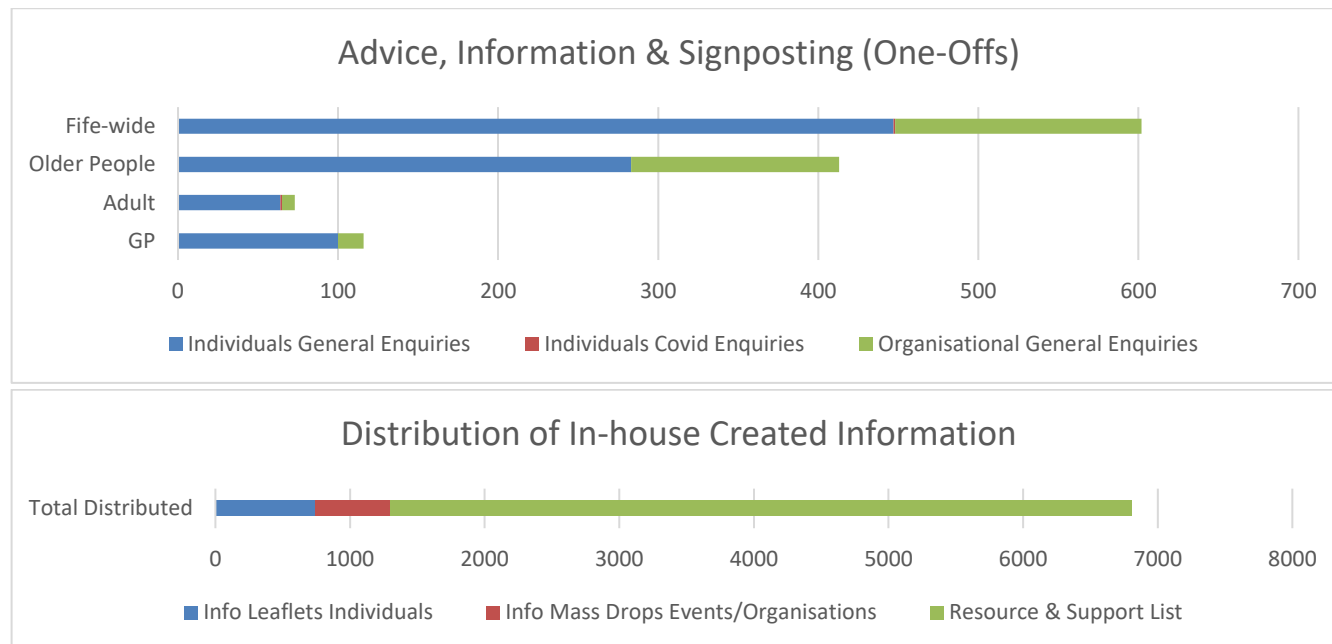 Advice, Information & Signposting (One-Offs)
Fife-wide
Older People
Adult
GP
0 100 200 300 400 500 600 700
Individuals General Enquiries Individuals Covid Enquiries Organisational General Enquiries
Distribution of In-house Created Information
Total Distributed
0 1000 2000 3000 4000 5000 6000 7000 8000
Info Leaflets Individuals Info Mass Drops Events/Organisations Resource & Support List